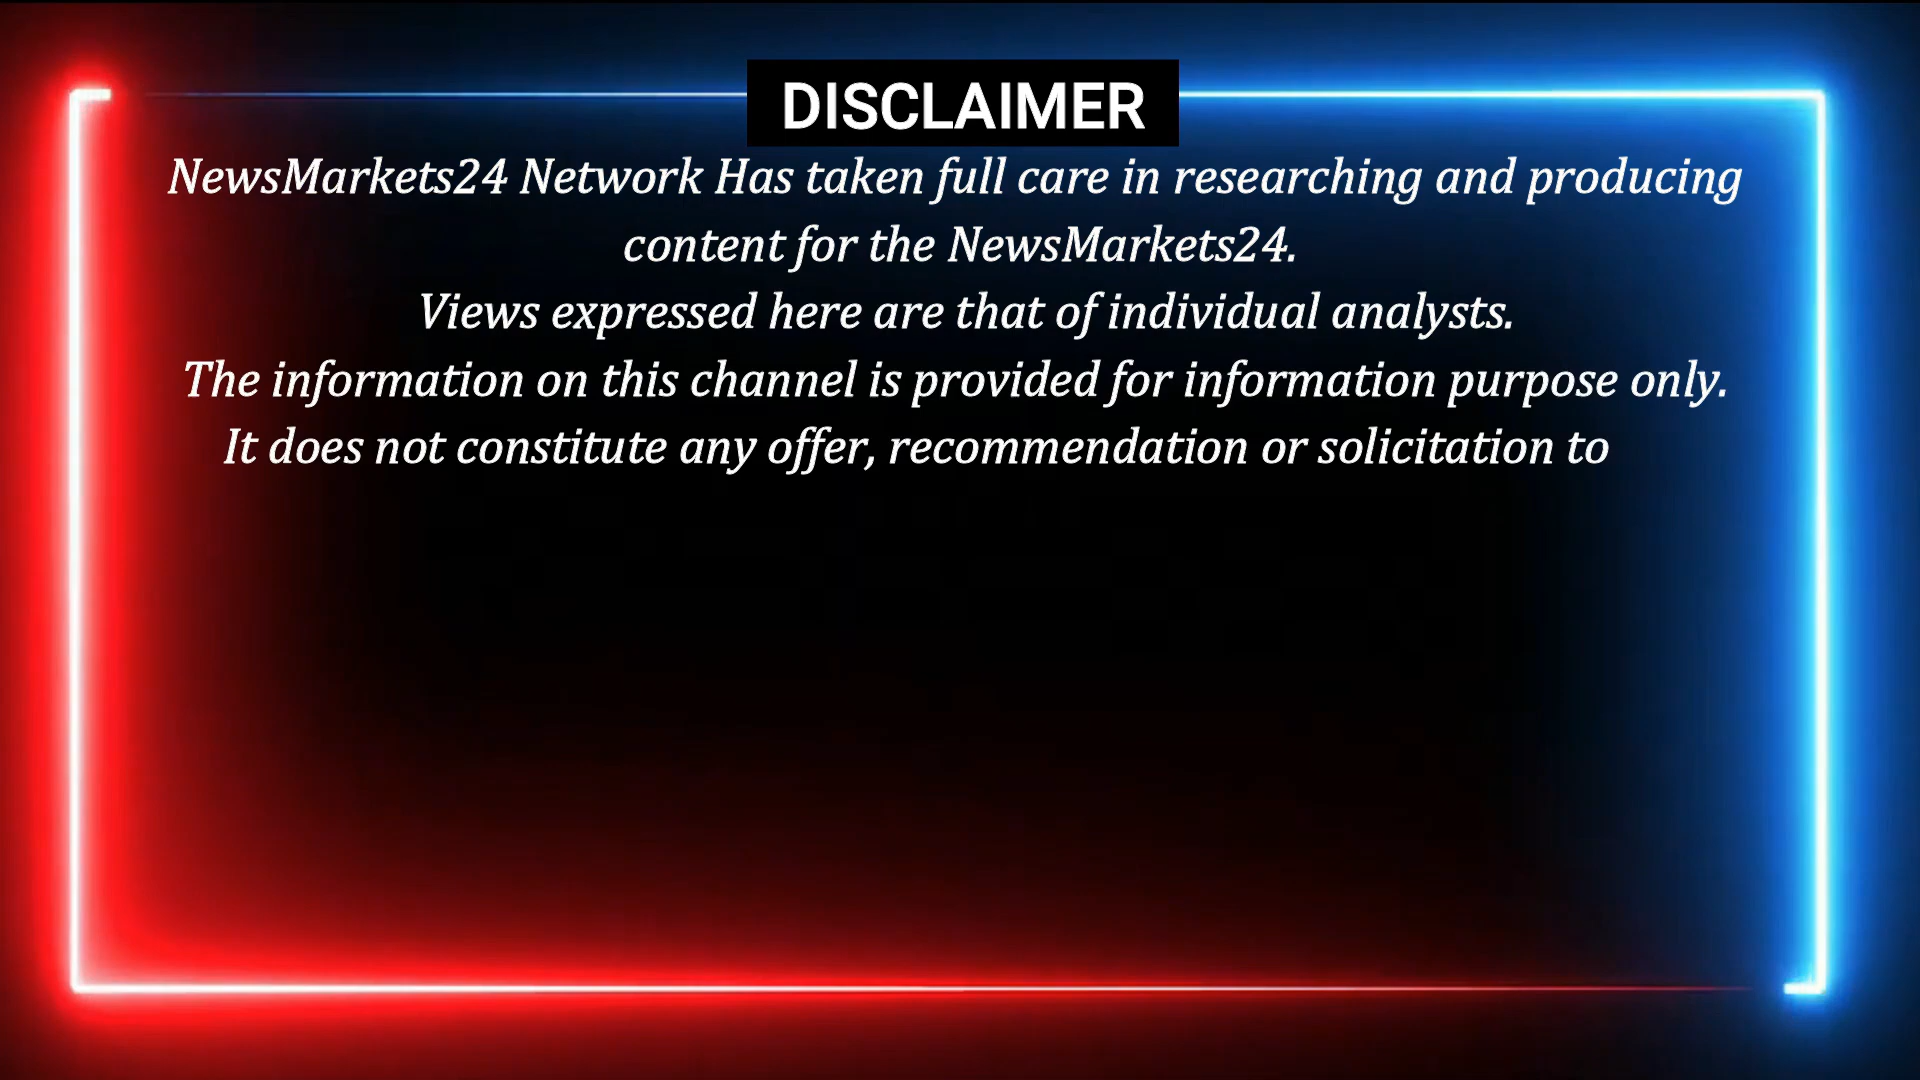 DISCLAIMER
NewsMarkets24 Network Has taken full care in researching and producing
content for the NewsMarkets24.
Views expressed here are that of individual analysts.
The information on this channel is provided for information purpose only.
It does not constitute any offer, recommendation or solicitation to